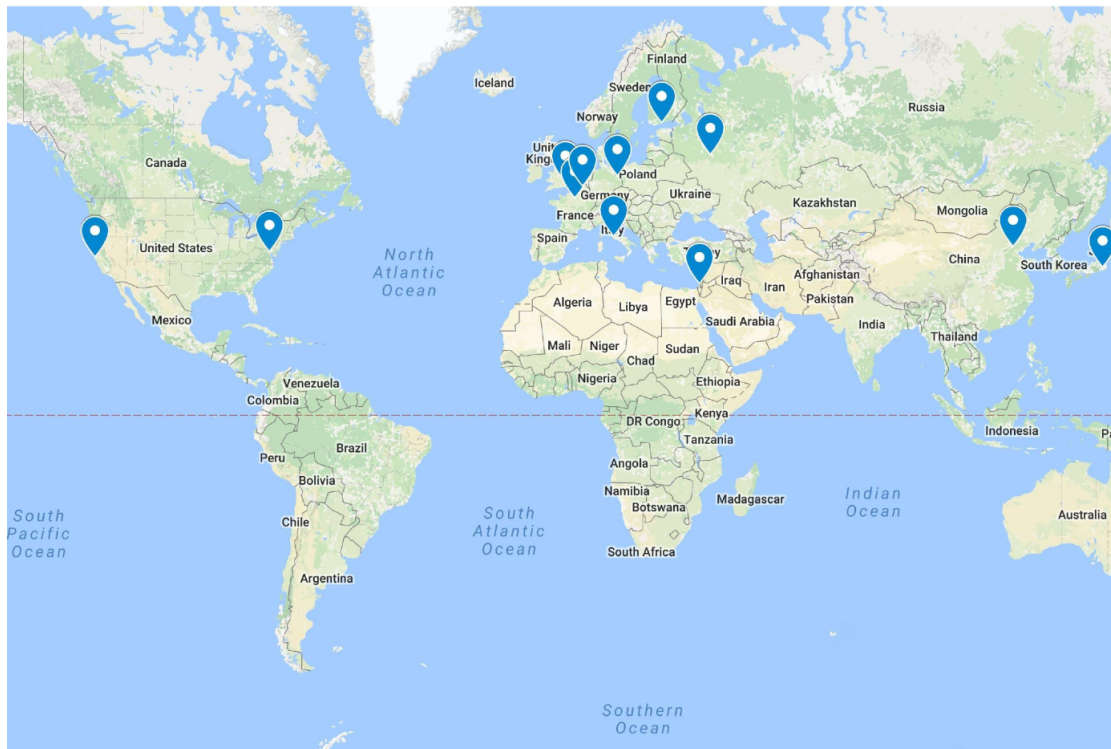 Iceland
Finland
Sweden
Norway
Russia
Canada
United
Kingd
Poland
Germany
Ukraine
France
Kazakhstan
Mongolia
United States
North
Atlantic
Ocean
Spain
China
South Korea
Iraq
Iran
Afghanistan
Pakistan
Algeria
Libya
Egypt
Saudi Arabia
India
Mexico
Mali
Niger
Chad
Sudan
Thailand
Nigeria
Ethiopia
Venezuela
Colombia
DR Congo
Kenya
Tanzania
Indonesia
Brazil
Peru
Bolivia
Angola
Namibia
Botswana
Madagascar
Indian
Ocean
Australia
South
Pacific
Ocean
South
Atlantic
Ocean
Chile
South Africa
Argentina
Southern
Ocean